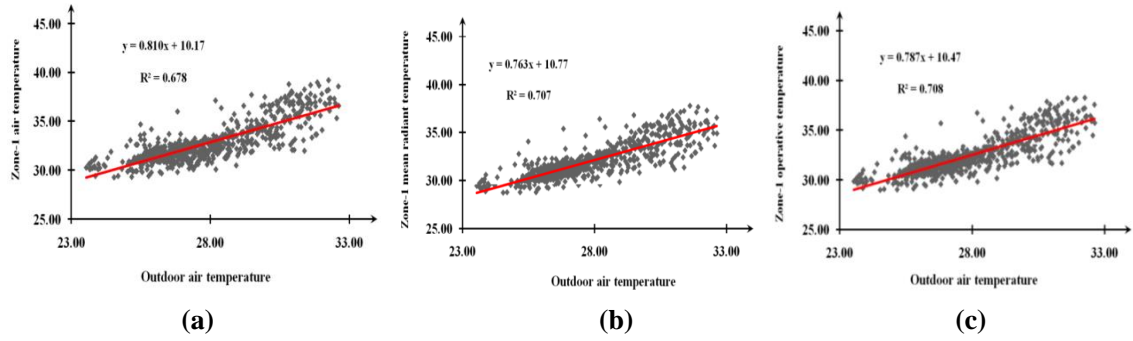 45.00
40.00
35.00
30.00
25.00
Zone-1 air temperature
y = 0.810x + 10.17
R² = 0.678
23.00 28.00 33.00
Outdoor air temperature
(a)
45.00
40.00
35.00
30.00
25.00
Zone-1 mean radiant temperature
y = 0.763x + 10.77
R² = 0.707
23.00 28.00 33.00
Outdoor air temperature
(b)
45.00
40.00
35.00
30.00
25.00
Zone-1 operative temperature
y = 0.787x + 10.47
R² = 0.708
23.00 28.00 33.00
Outdoor air temperature
(c)